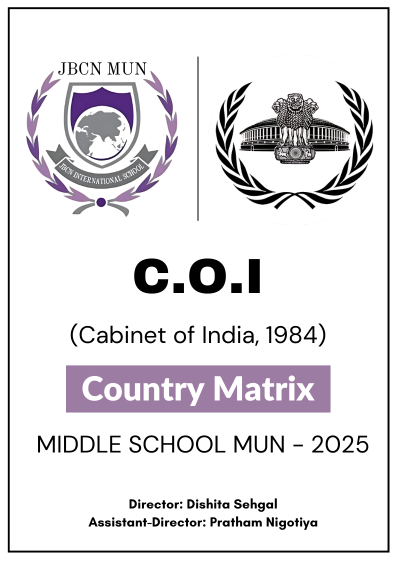 JBCN MUN
JBCN INTERNATIONAL SCHOOL
C.O.I
(Cabinet of India, 1984)
Country Matrix
MIDDLE SCHOOL MUN - 2025
Director: Dishita Sehgal
Assistant-Director: Pratham Nigotiya